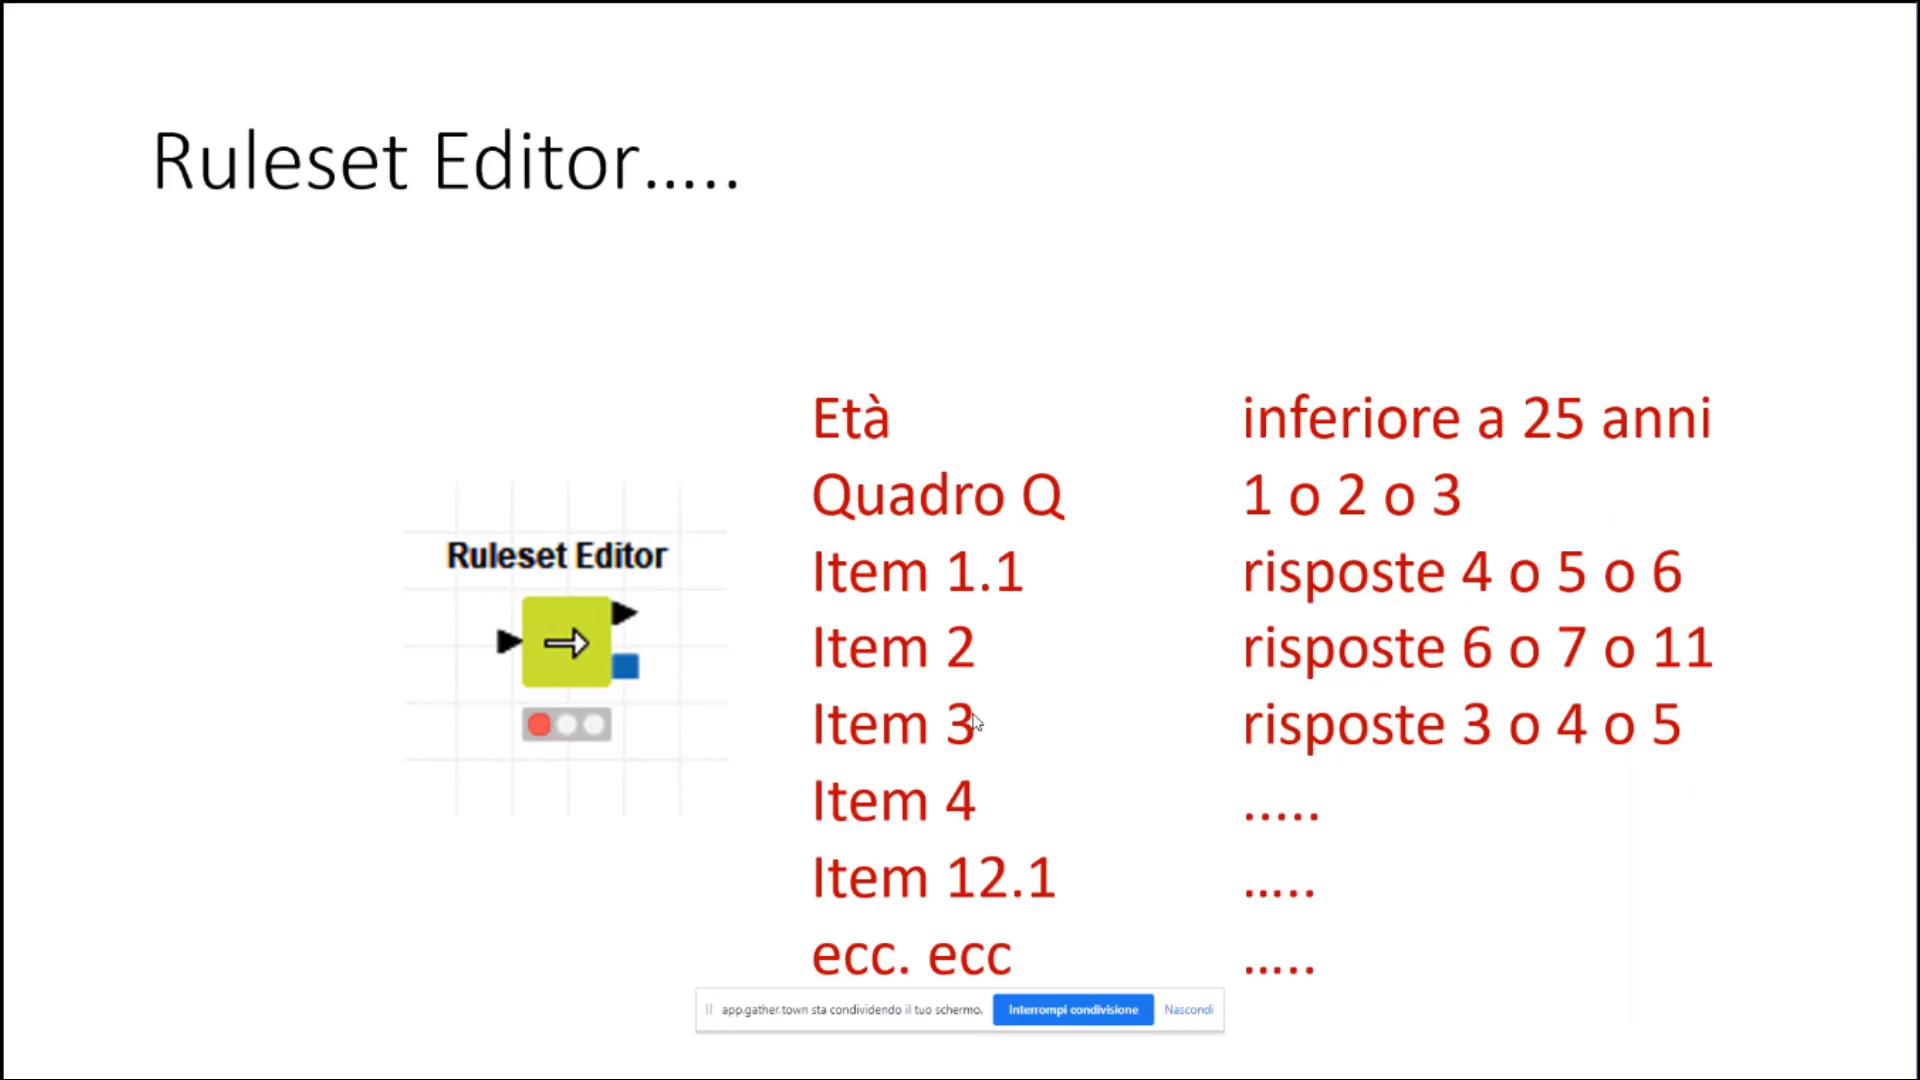 Ruleset Editor.....
Ruleset Editor
Età inferiore a 25 anni
Quadro Q 1 o 2 o 3
Item 1.1 risposte 4 o 5 o 6
Item 2 risposte 6 o 7 o 11
Item 3 risposte 3 o 4 o 5
Item 4 .....
Item 12.1 .....
ecc. ecc .....
app.gather.town sta condividendo il tuo schermo. Interrompi condivisione Nascondi